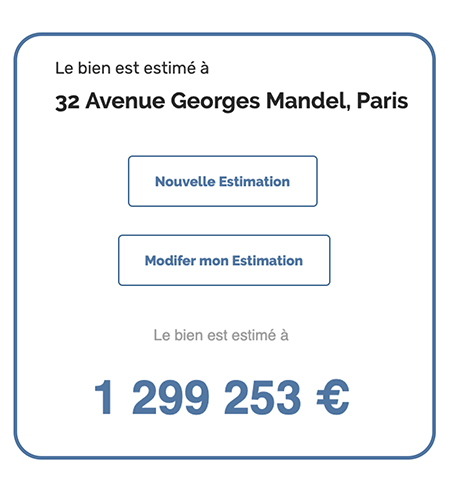 Le bien est estimé à
32 Avenue Georges Mandel, Paris
Nouvelle Estimation
Modifer mon Estimation
Le bien est estimé à
1 299 253 €